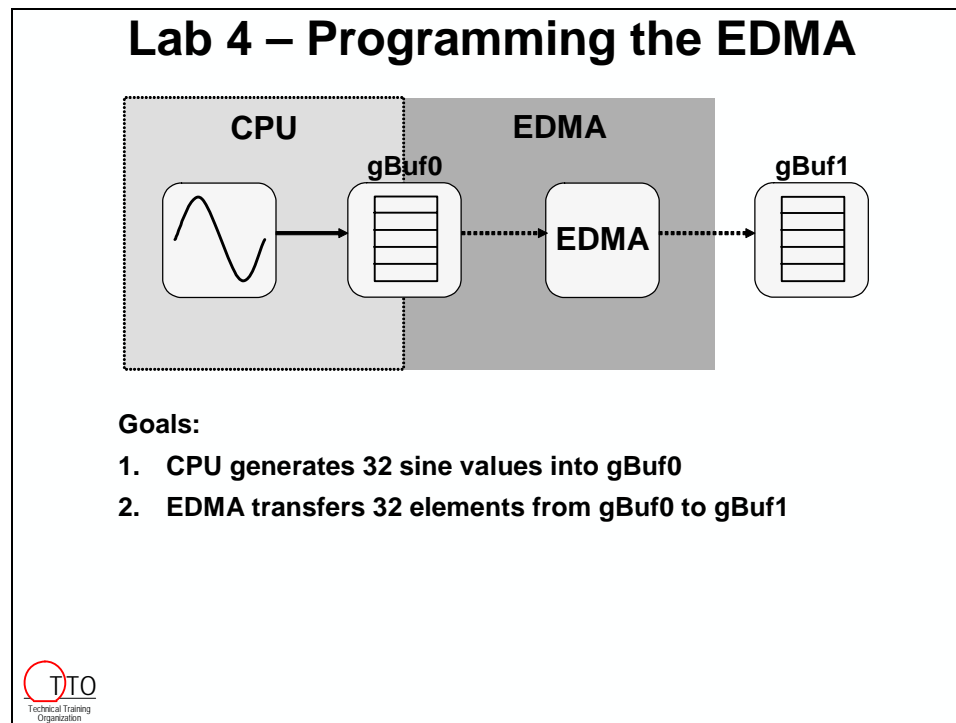 Lab 4 – Programming the EDMA
CPU
EDMA
gBuf0
gBuf1
EDMA
Goals:
1. CPU generates 32 sine values into gBuf0
2. EDMA transfers 32 elements from gBuf0 to gBuf1
TTO
Technical Training
Organization